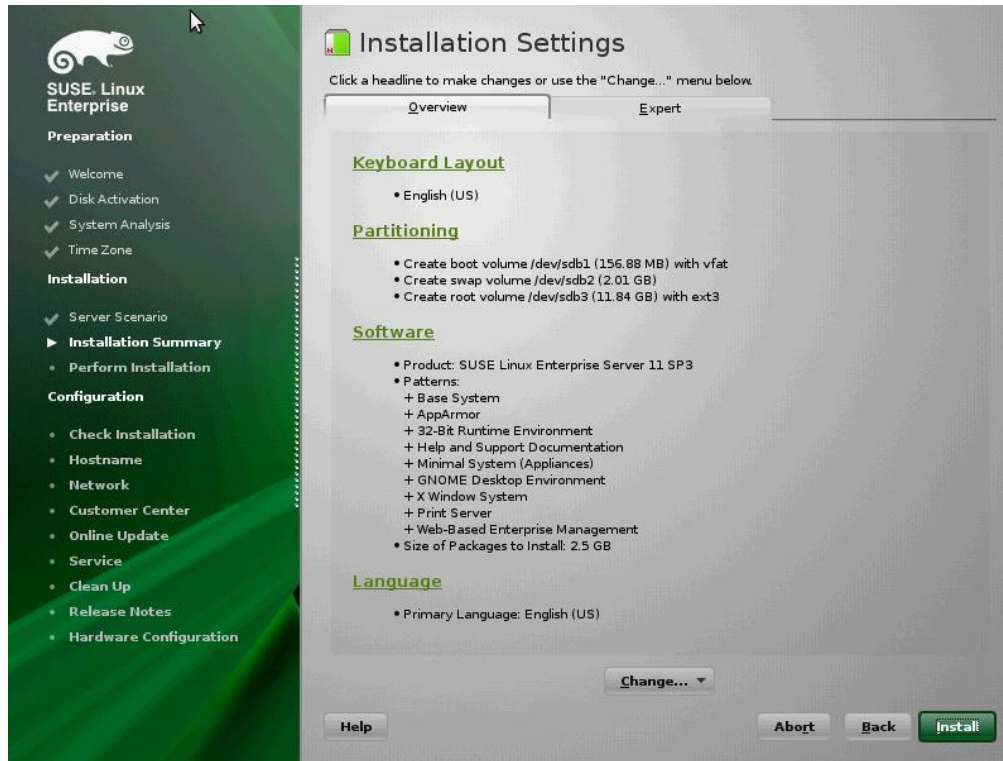 SUSE. Linux
Enterprise
Preparation
Welcome
Disk Activation
System Analysis
Time Zone
Installation
Server Scenario
Installation Summary
Perform Installation
Configuration
Check Installation
Hostname
Network
Customer Center
Online Update
Service
Clean Up
Release Notes
Hardware Configuration
N
Installation Settings
Click a headline to make changes or use the "Change..." menu below.
Overview
Expert
Keyboard Layout
• English (US)
Partitioning
• Create boot volume /dev/sdb1 (156.88 MB) with vfat
• Create swap volume /dev/sdb2 (2.01 GB)
• Create root volume /dev/sdb3 (11.84 GB) with ext3
Software
• Product: SUSE Linux Enterprise Server 11 SP3
• Patterns:
+ Base System
+ AppArmor
+ 32-Bit Runtime Environment
+ Help and Support Documentation
+ Minimal System (Appliances)
+ GNOME Desktop Environment
+ X Window System
+ Print Server
+ Web-Based Enterprise Management
• Size of Packages to Install: 2.5 GB
Language
• Primary Language: English (US)
Change...
Help
Abort
Back
Install